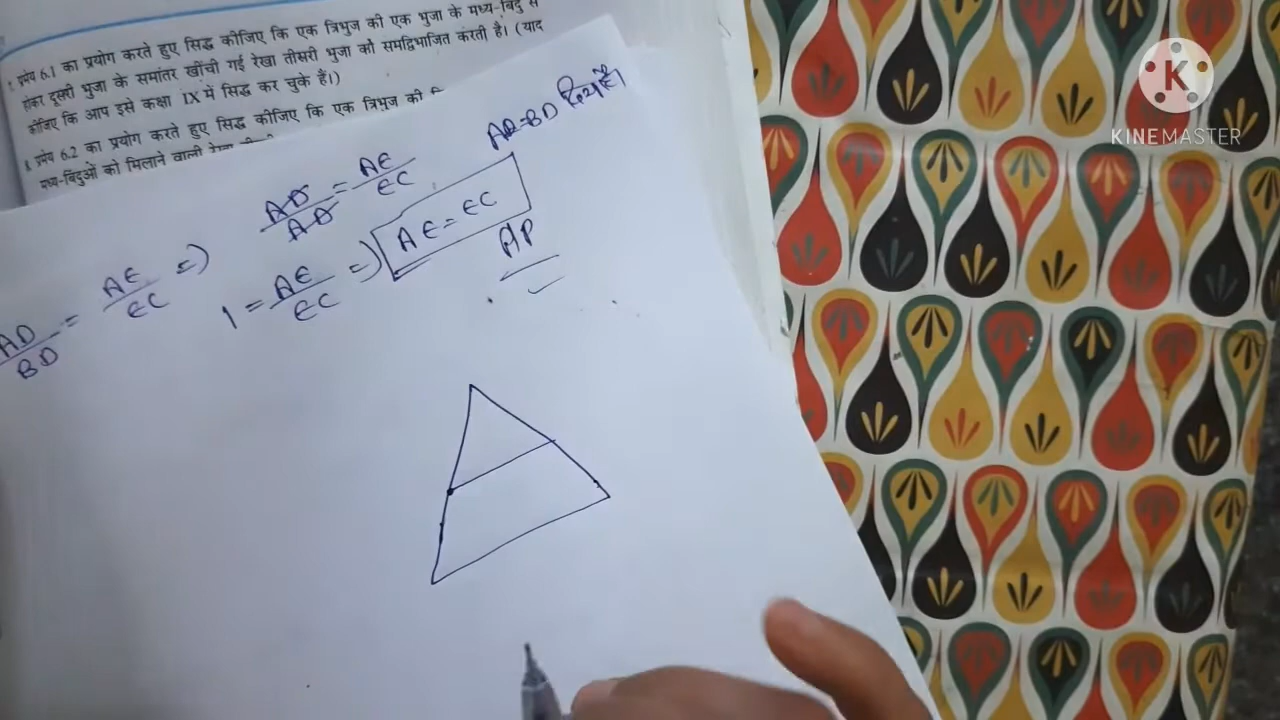 . प्रमेय 6.1 का प्रयोग करते हुए सिद्ध कीजिए कि एक त्रिभुज की एक भुजा के मध्य-बिंदु से
होकर दूसरी भुजा के समांतर खींची गई रेखा तीसरी भुजा को समद्विभाजित करती है। (याद
कीजिए कि आप इसे कक्षा IX में सिद्ध कर चुके हैं।)
8. प्रमेय 6.2 का प्रयोग करते हुए सिद्ध कीजिए कि एक त्रिभुज की
मध्य-बिंदुओं को मिलाने वाली रेखा
AD/BD = AE/EC =) AD/AD = AE/EC
=BD दिया है।
1 = AE/EC =) AE = EC
KINEMASTER
K